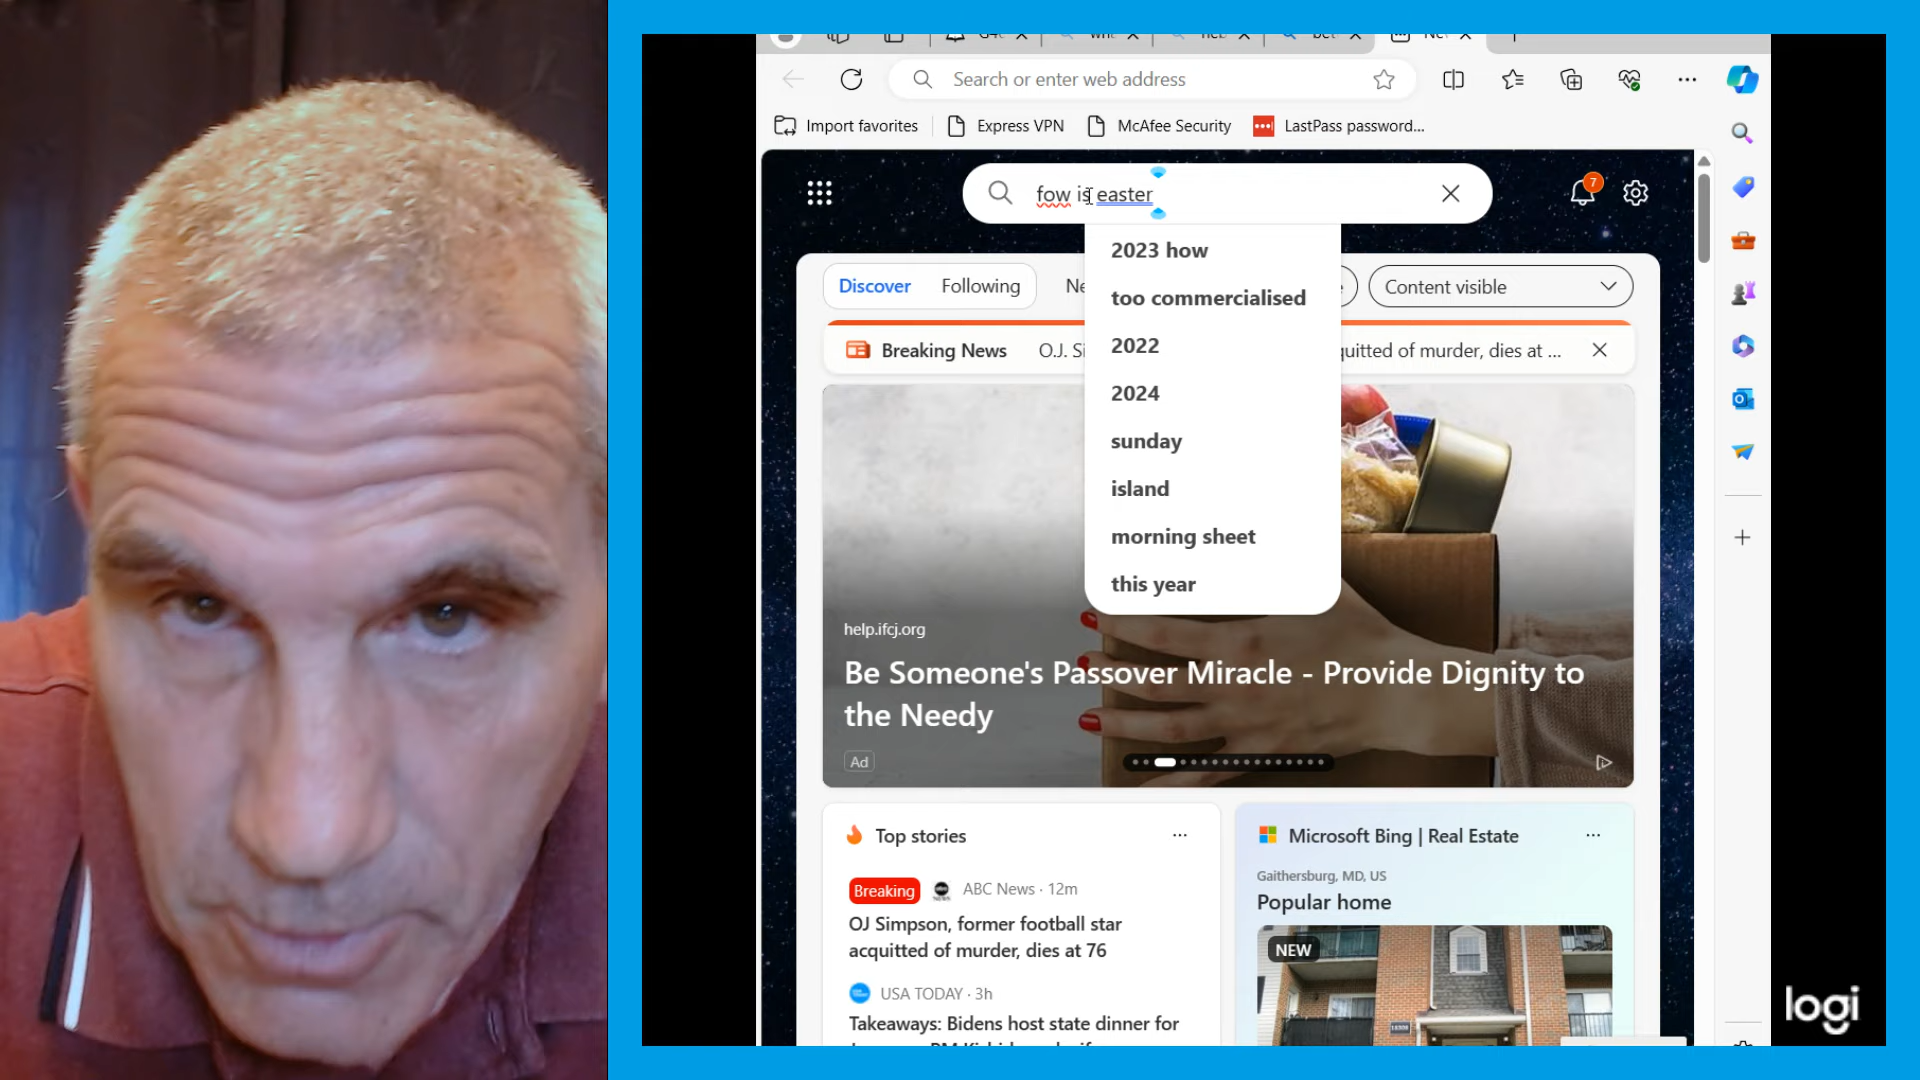 Search or enter web address
Import favorites
Express VPN
McAfee Security
LastPass password...
fow is easter
7
2023 how
too commercialised
2022
2024
sunday
island
morning sheet
this year
Discover
Following
Content visible
Breaking News
O.J. Si
quitted of murder, dies at ...
help.ifcj.org
Be Someone's Passover Miracle - Provide Dignity to
the Needy
Ad
Top stories
Breaking
ABC News · 12m
OJ Simpson, former football star
acquitted of murder, dies at 76
USA TODAY · 3h
Takeaways: Bidens host state dinner for
Microsoft Bing | Real Estate
Gaithersburg, MD, US
Popular home
NEW
logi